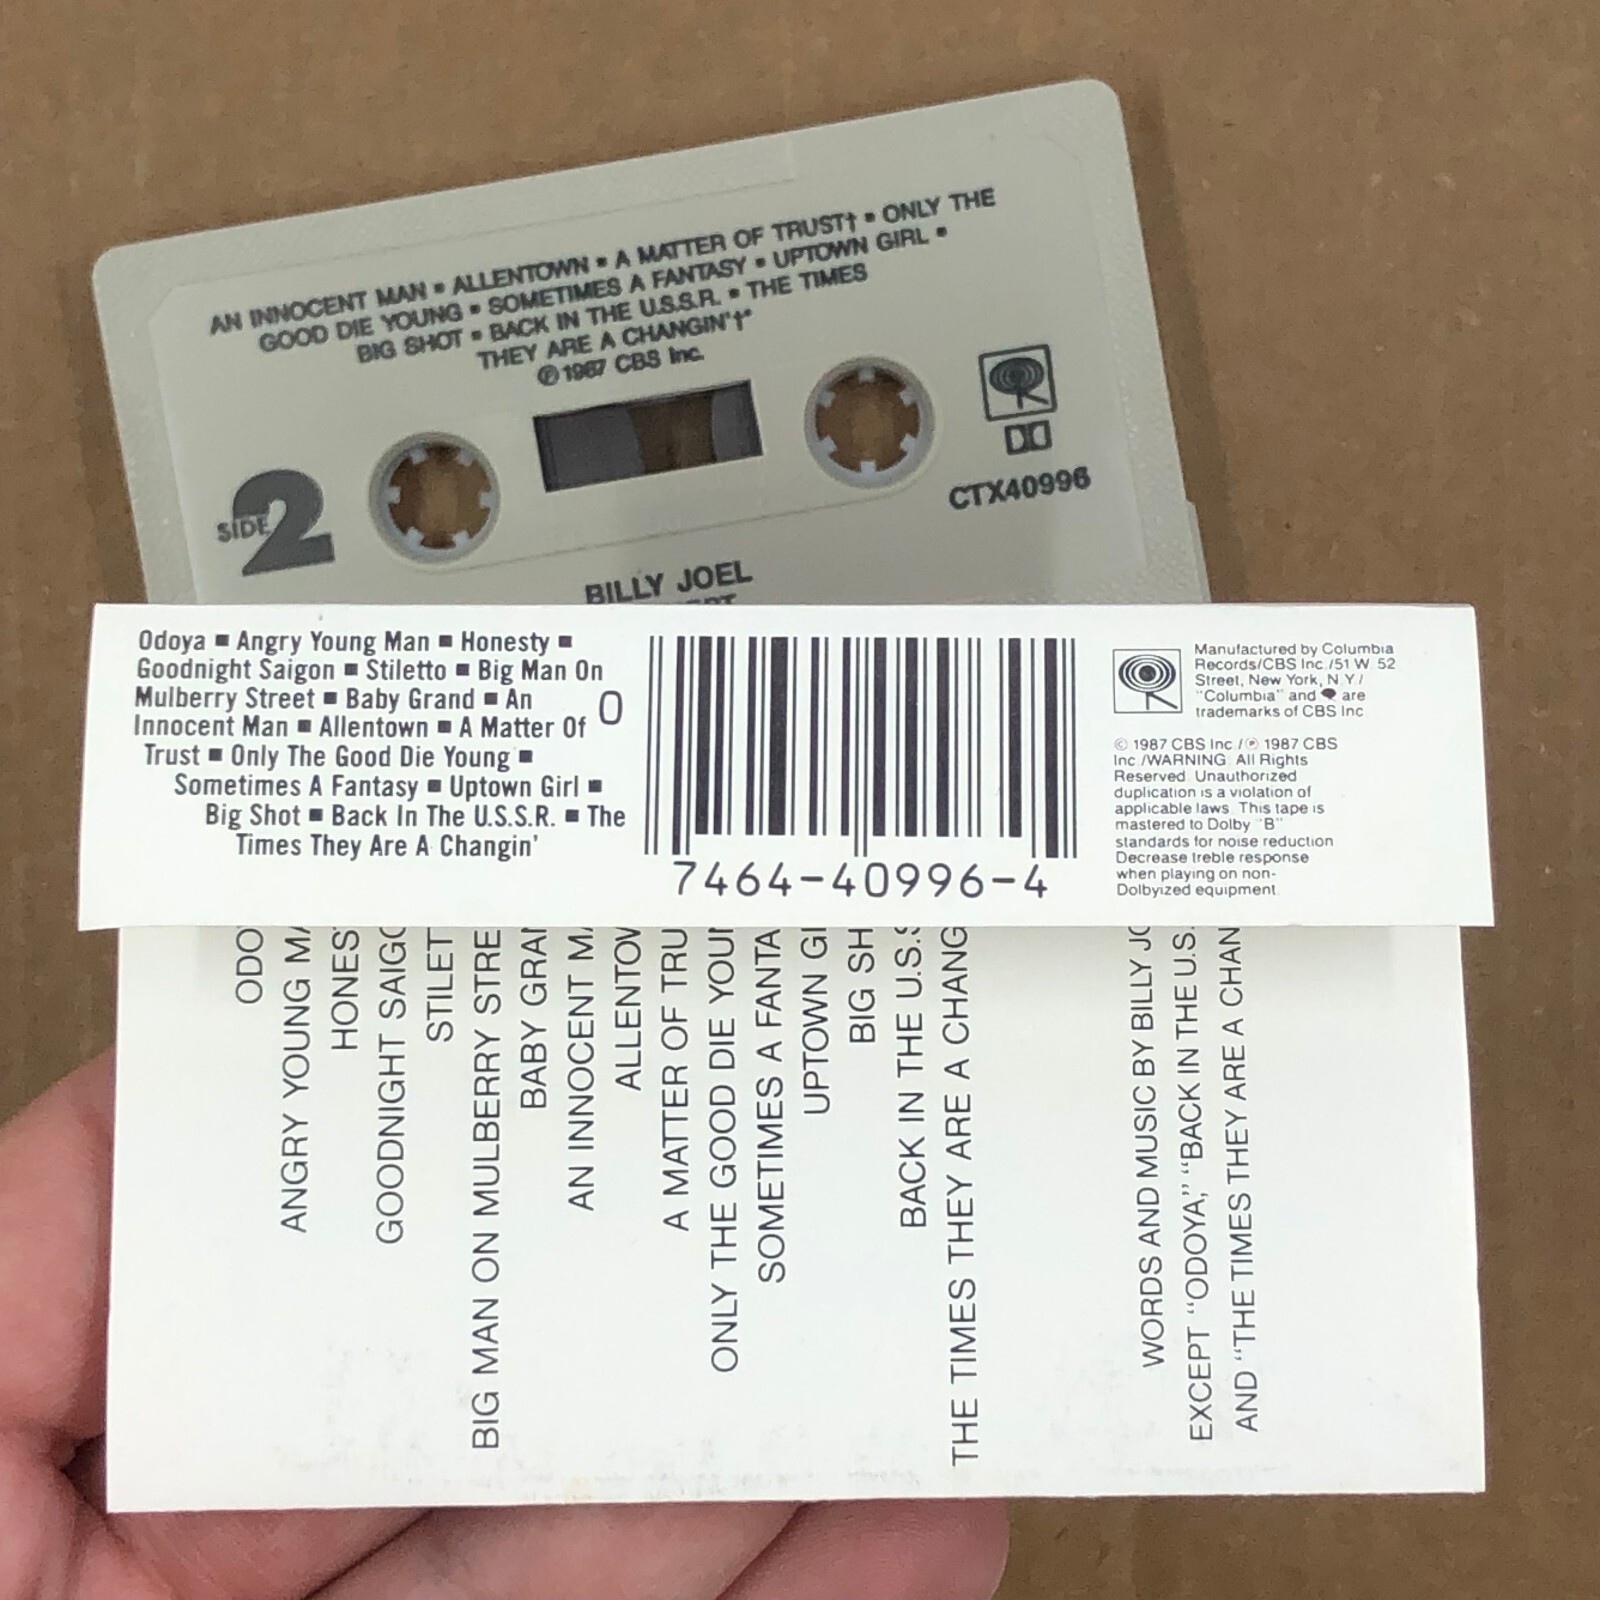 AN INNOCENT MAN ▪ ALLENTOWN ▪ A MATTER OF TRUST† ▪ ONLY THE
GOOD DIE YOUNG ▪ SOMETIMES A FANTASY ▪ UPTOWN GIRL ▪
BIG SHOT ▪ BACK IN THE U.S.S.R. ▪ THE TIMES
THEY ARE A CHANGIN'†*
℗ 1987 CBS Inc.
SIDE 2
CTX40996
BILLY JOEL
Odoya ▪ Angry Young Man ▪ Honesty ▪
Goodnight Saigon ▪ Stiletto ▪ Big Man On
Mulberry Street ▪ Baby Grand ▪ An
Innocent Man ▪ Allentown ▪ A Matter Of
Trust ▪ Only The Good Die Young ▪
Sometimes A Fantasy ▪ Uptown Girl ▪
Big Shot ▪ Back In The U.S.S.R. ▪ The
Times They Are A Changin'
0
7464-40996-4
Manufactured by Columbia
Records/CBS Inc./51 W. 52
Street, New York, N.Y./
"Columbia" and are
trademarks of CBS Inc
© 1987 CBS Inc./℗ 1987 CBS
Inc./WARNING: All Rights
Reserved. Unauthorized
duplication is a violation of
applicable laws. This tape is
mastered to Dolby "B"
standards for noise reduction
Decrease treble response
when playing on non-
Dolbyized equipment.
ODO
ANGRY YOUNG MA
HONES
GOODNIGHT SAIGO
STILET
BIG MAN ON MULBERRY STRE
BABY GRAN
AN INNOCENT MA
ALLENTOW
A MATTER OF TRU
ONLY THE GOOD DIE YOUN
SOMETIMES A FANTA
UPTOWN GI
BIG SH
BACK IN THE U.S.S
THE TIMES THEY ARE A CHANG
WORDS AND MUSIC BY BILLY JO
EXCEPT "ODOYA," "BACK IN THE U.S.
AND "THE TIMES THEY ARE A CHAN